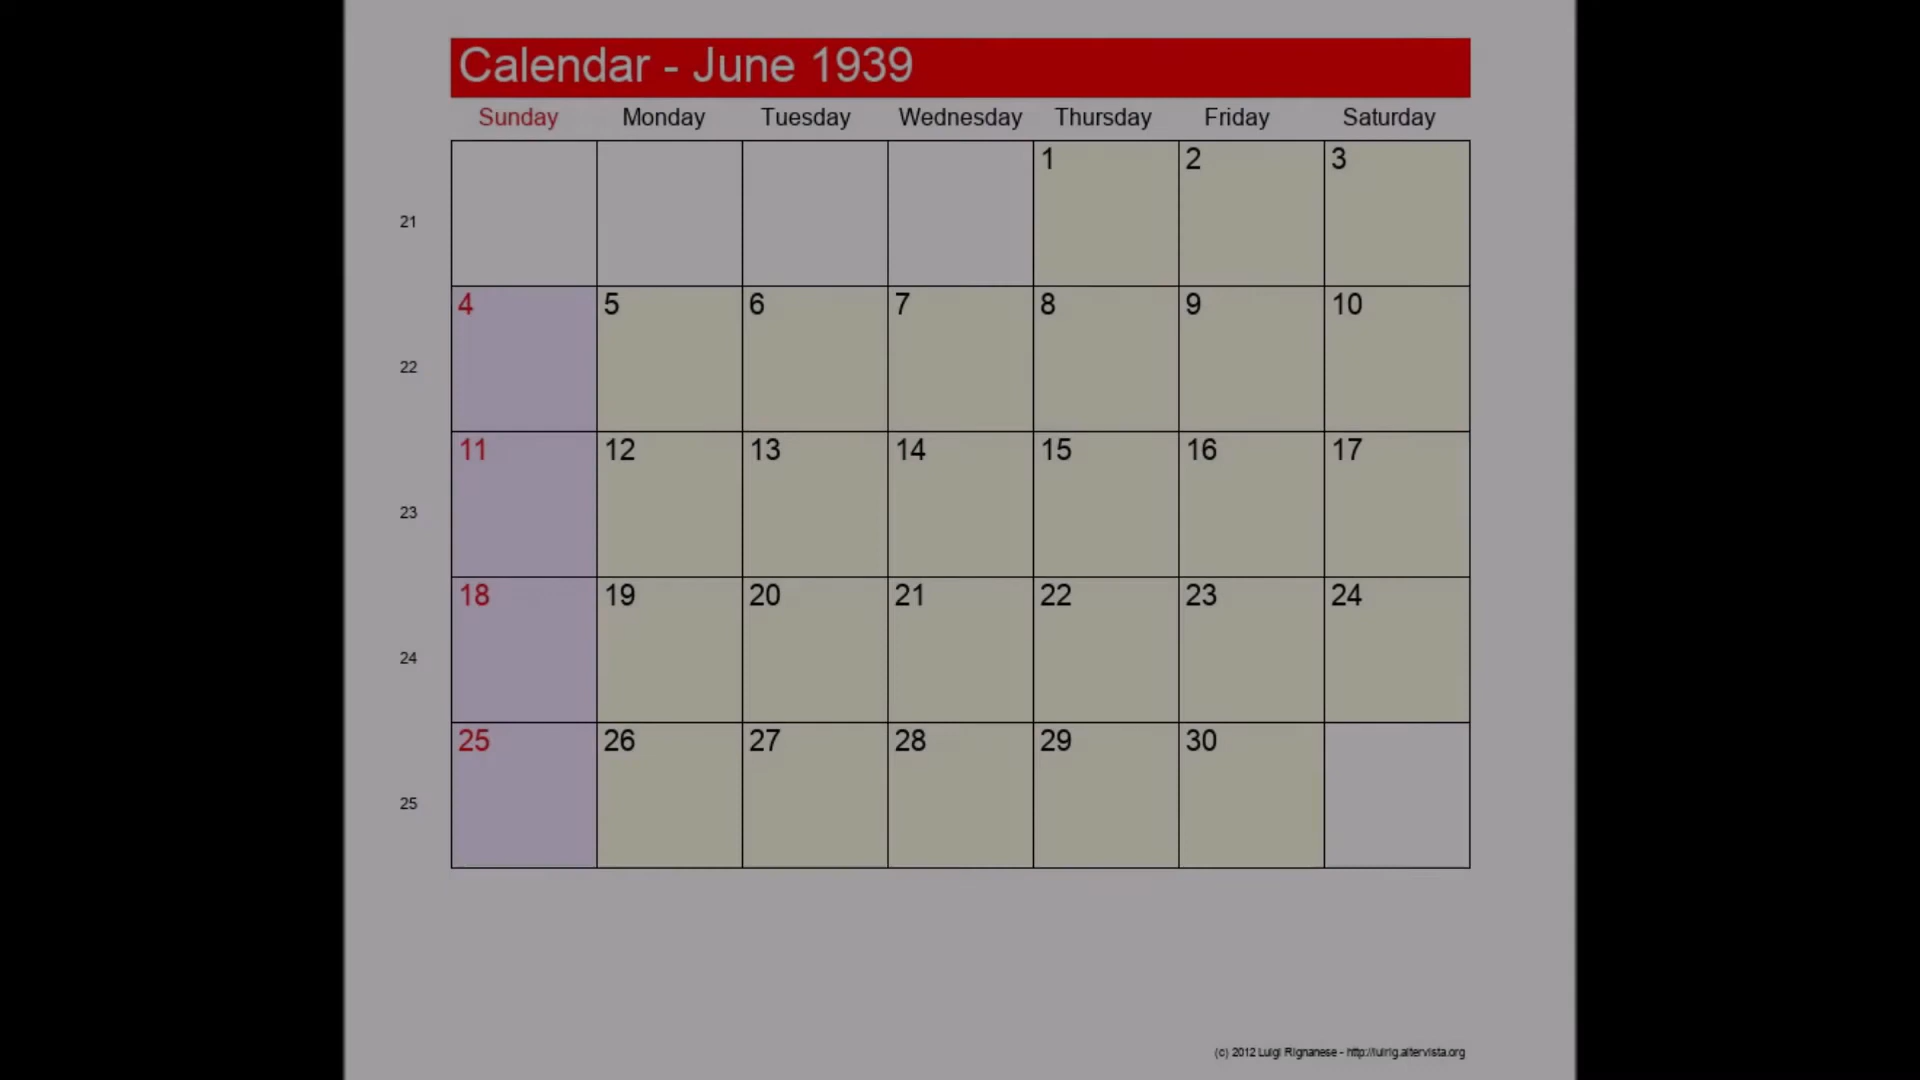 Calendar - June 1939
Sunday Monday Tuesday Wednesday Thursday Friday Saturday
21 1 2 3
22 4 5 6 7 8 9 10
23 11 12 13 14 15 16 17
24 18 19 20 21 22 23 24
25 25 26 27 28 29 30
(c) 2012 Luigi Rignanese - http://luirig.altervista.org